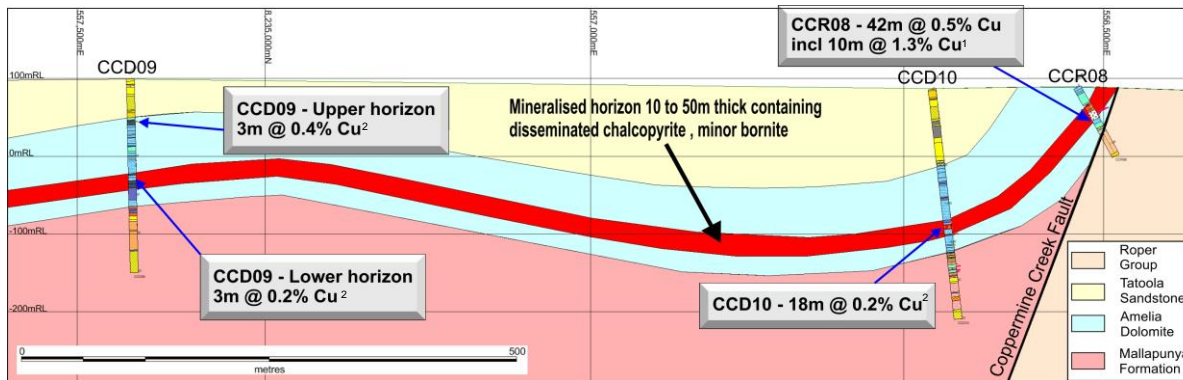 557,500mE
8,235,000mN
557,000mE
556,500mE
CCR08 - 42m @ 0.5% Cu
incl 10m @ 1.3% Cu¹
CCD09
CCD10
CCR08
100mRL
CCD09 - Upper horizon
3m @ 0.4% Cu²
Mineralised horizon 10 to 50m thick containing
disseminated chalcopyrite , minor bornite
0mRL
-100mRL
CCD09 - Lower horizon
3m @ 0.2% Cu ²
CCD10 - 18m @ 0.2% Cu²
-200mRL
Coppermine Creek Fault
Roper
Group
Tatoola
Sandstone
Amelia
Dolomite
Mallapunya
Formation
0
500
metres